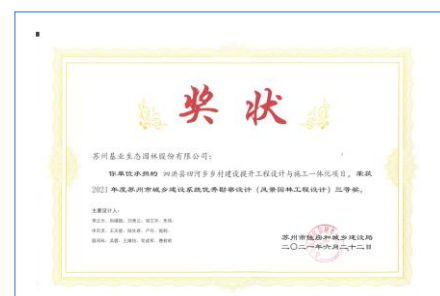 奖状
苏州基业生态园林股份有限公司：
你单位承担的 泗洪县四河乡乡村建设提升工程设计与施工一体化项目，荣获
2021 年度苏州市城乡建设系统优秀勘察设计（风景园林工程设计）三等奖。
主要设计人：
苏州市住房和城乡建设局
二〇二一年六月二十二日